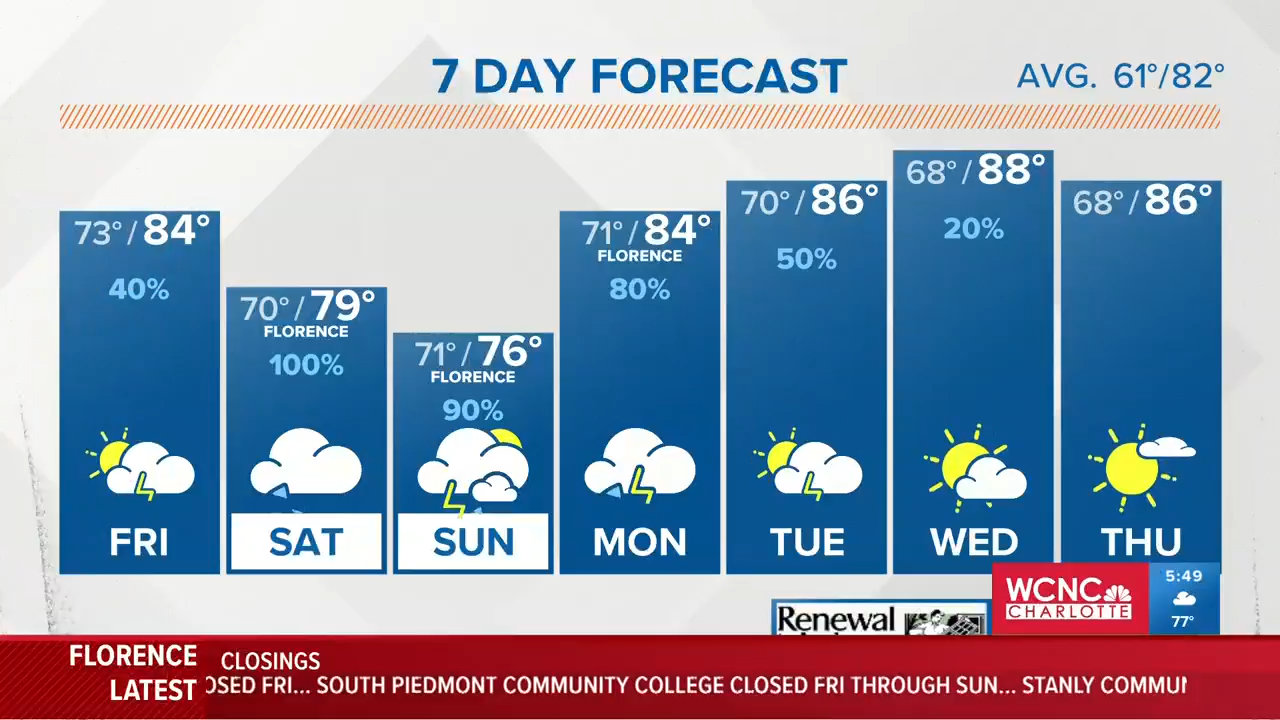 7 DAY FORECAST
AVG. 61°/82°
73°/84°
40%
FRI
70°/79°
FLORENCE
100%
SAT
71°/76°
FLORENCE
90%
SUN
71°/84°
FLORENCE
80%
MON
70°/86°
50%
TUE
68°/88°
20%
WED
68°/86°
THU
Renewal
WCNC
CHARLOTTE
5:49
77°
FLORENCE
LATEST
CLOSINGS
OSED FRI... SOUTH PIEDMONT COMMUNITY COLLEGE CLOSED FRI THROUGH SUN... STANLY COMMU